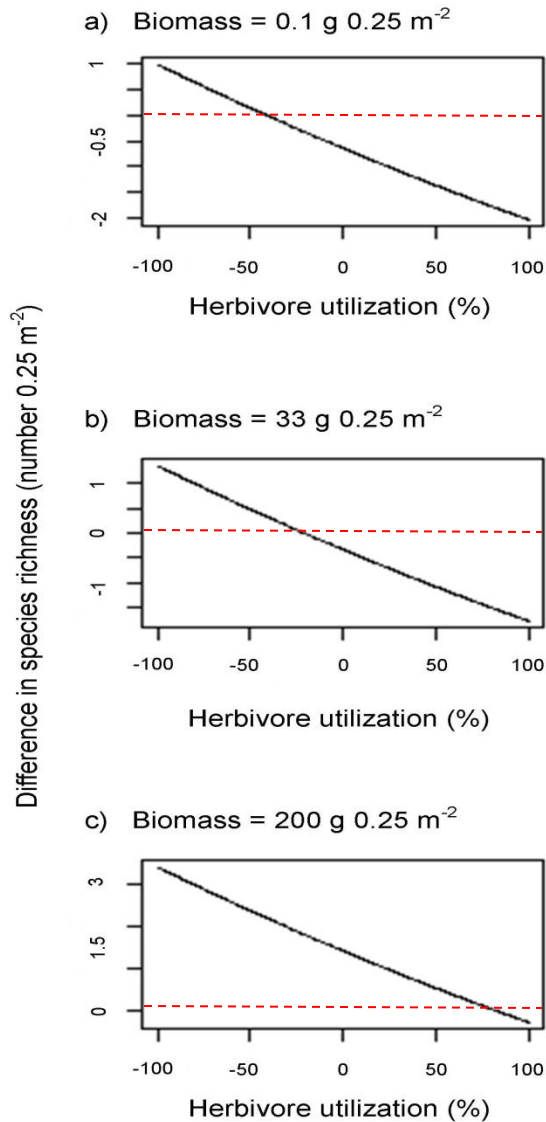 Difference in species richness (number 0.25 m⁻²)
a) Biomass = 0.1 g 0.25 m⁻²
1
-0.5
-2
-100 -50 0 50 100
Herbivore utilization (%)
b) Biomass = 33 g 0.25 m⁻²
1
0
-1
-100 -50 0 50 100
Herbivore utilization (%)
c) Biomass = 200 g 0.25 m⁻²
3
1.5
0
-100 -50 0 50 100
Herbivore utilization (%)